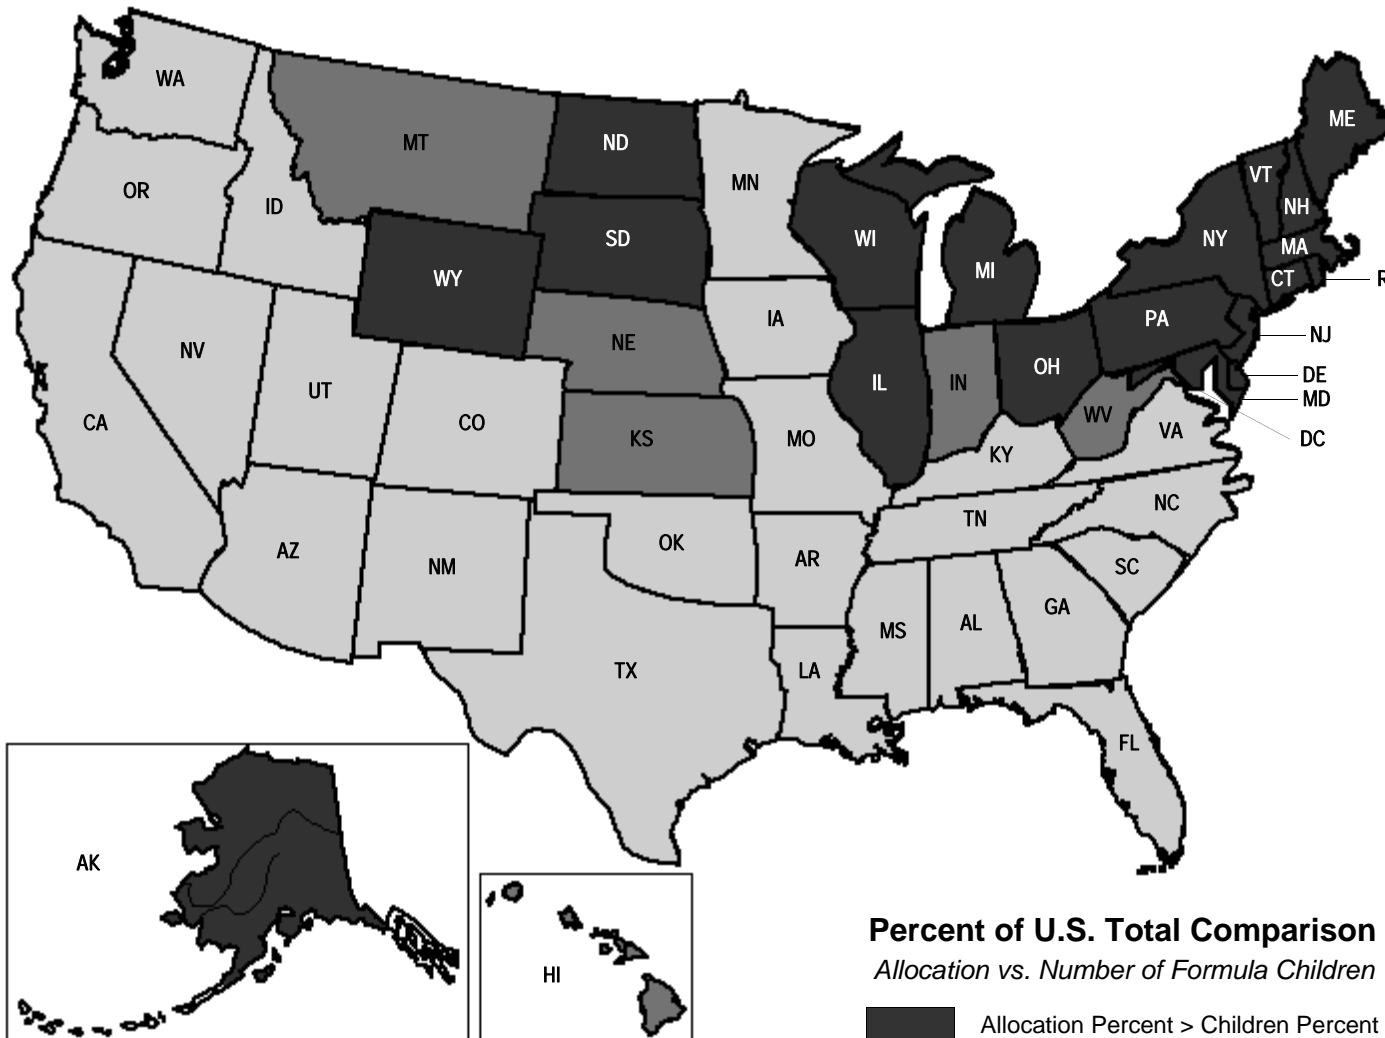 WA
ME
MT
ND
VT
MN
OR
ID
NH
SD
WI
NY
MA
MI
WY
CT
R
IA
PA
NJ
NE
NV
OH
DE
IN
IL
UT
MD
WV
CA
CO
KS
MO
VA
DC
KY
NC
TN
OK
AZ
AR
NM
SC
GA
AL
MS
TX
LA
FL
AK
HI
Percent of U.S. Total Comparison
Allocation vs. Number of Formula Children
Allocation Percent > Children Percent